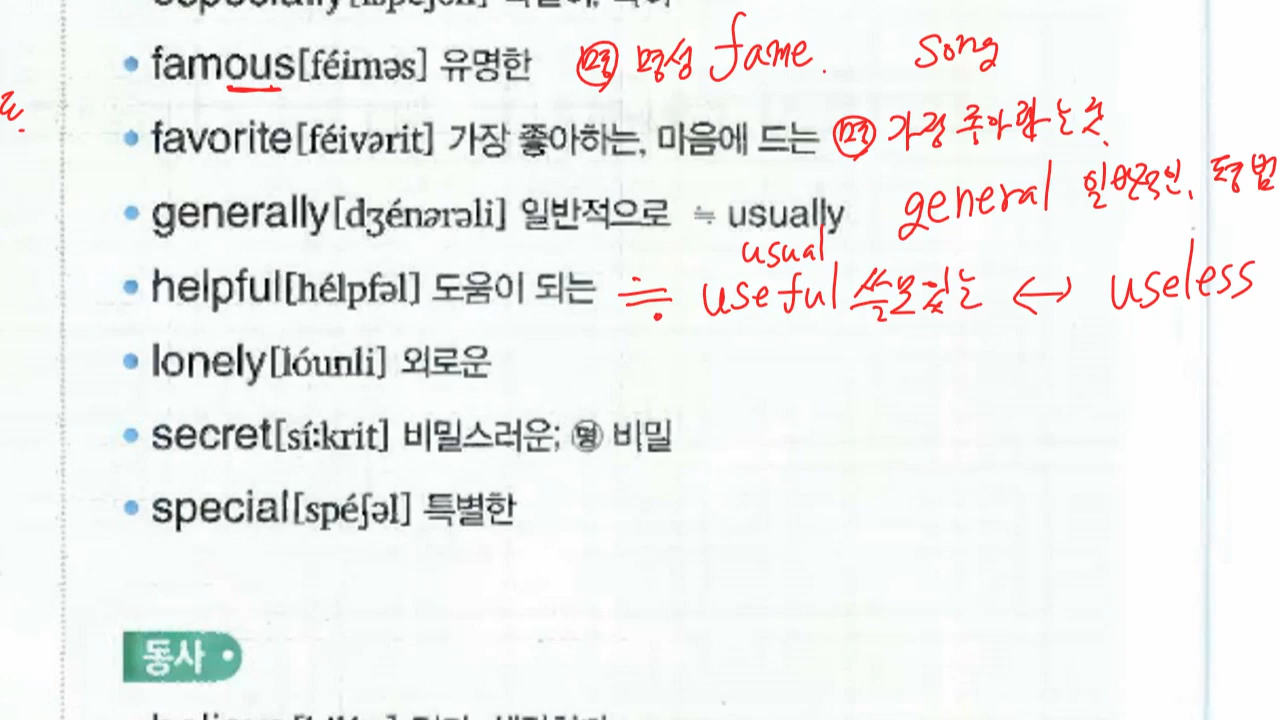 famous[féiməs] 유명한 명 명성 fame. song
favorite[féivərit] 가장 좋아하는, 마음에 드는 명 가장 좋아하는 것
generally[dʒénərəli] 일반적으로 ≒ usually general 일반적인, 평범
usual
helpful[hélpfəl] 도움이 되는 ≒ useful 쓸모있는 ↔ useless
lonely[lóunli] 외로운
secret[síːkrit] 비밀스러운; 명 비밀
special[spéʃəl] 특별한
동사